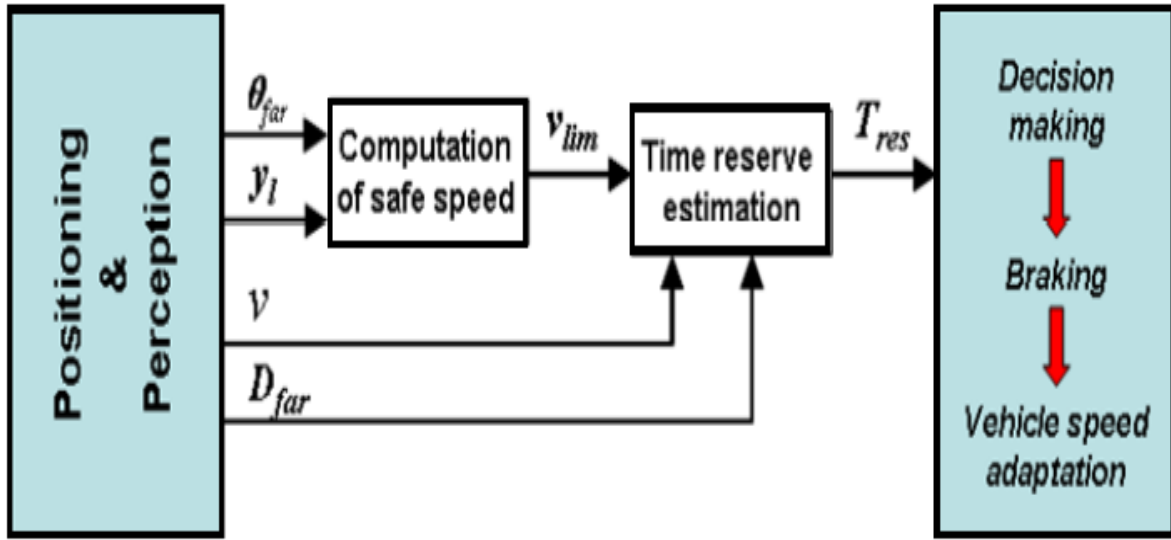 Positioning
&
Perception
θfar
yl
v
Dfar
Computation
of safe speed
vlim
Time reserve
estimation
Tres
Decision
making
Braking
Vehicle speed
adaptation